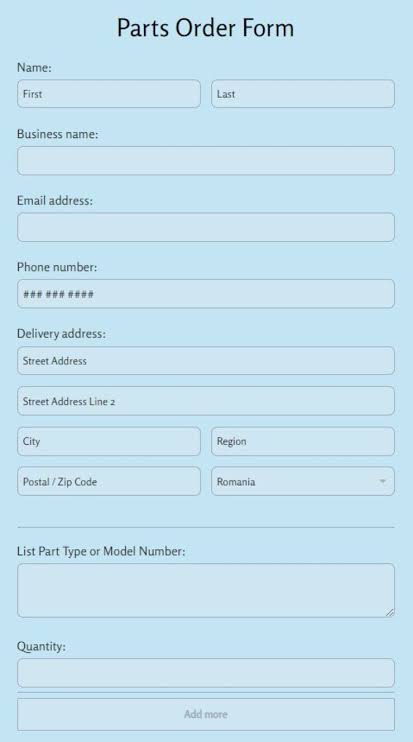 Parts Order Form
Name:
First Last
Business name:
Email address:
Phone number:
### ### ####
Delivery address:
Street Address
Street Address Line 2
City Region
Postal / Zip Code Romania
List Part Type or Model Number:
Quantity:
Add more